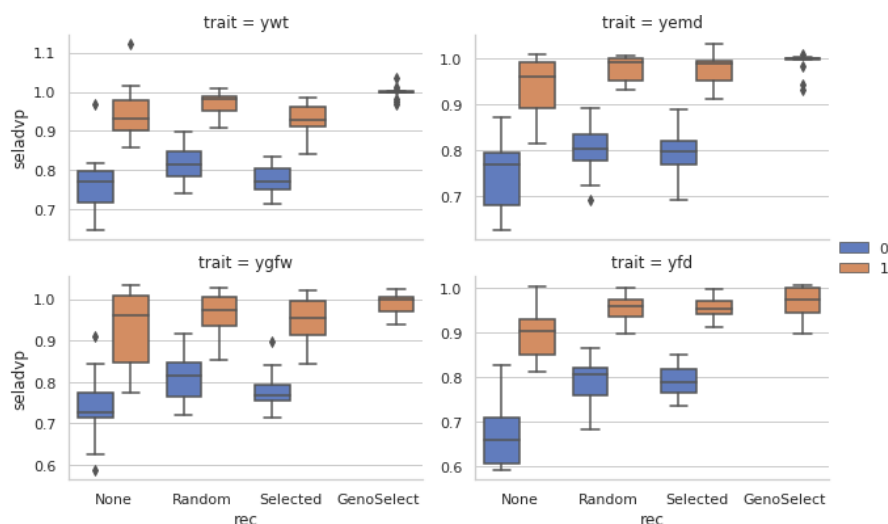 trait = ywt
trait = yemd
1.1
1.0
0.9
0.8
0.7
seladvp
1.0
0.9
0.8
0.7
0
1
trait = ygfw
trait = yfd
1.0
0.9
0.8
0.7
0.6
seladvp
1.0
0.9
0.8
0.7
0.6
None Random Selected GenoSelect
rec
None Random Selected GenoSelect
rec